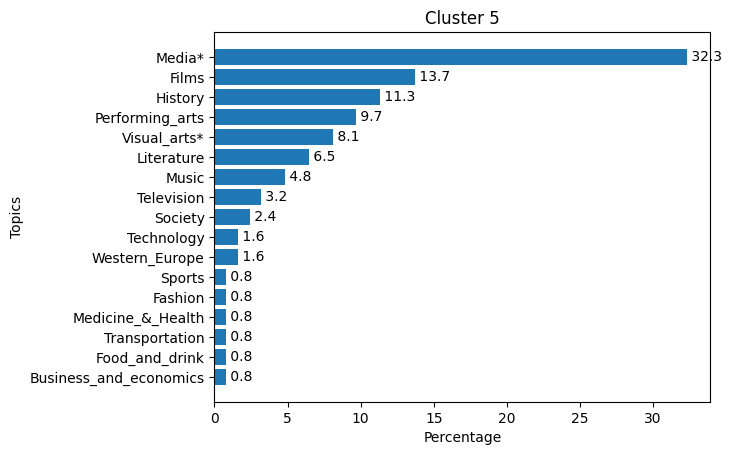 Cluster 5
Topics
Media* 32.3
Films 13.7
History 11.3
Performing_arts 9.7
Visual_arts* 8.1
Literature 6.5
Music 4.8
Television 3.2
Society 2.4
Technology 1.6
Western_Europe 1.6
Sports 0.8
Fashion 0.8
Medicine_&_Health 0.8
Transportation 0.8
Food_and_drink 0.8
Business_and_economics 0.8
0 5 10 15 20 25 30
Percentage